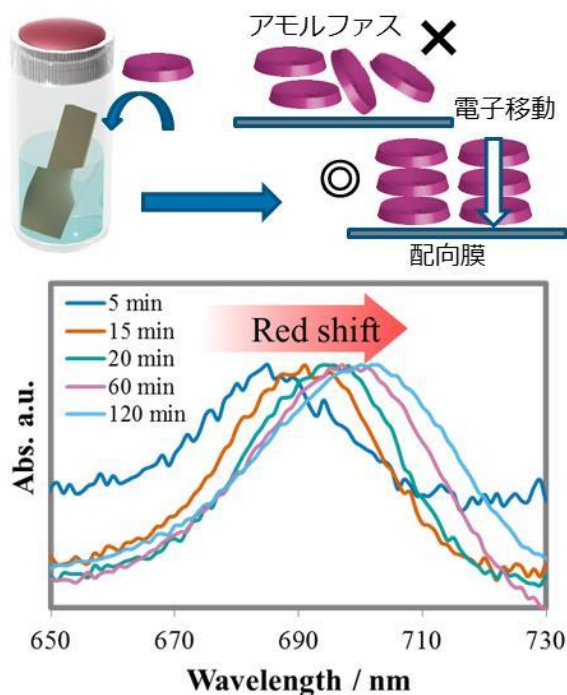 アモルファス
×
電子移動
◎
配向膜
5 min
15 min
20 min
60 min
120 min
Red shift
Abs. a.u.
650 670 690 710 730
Wavelength / nm